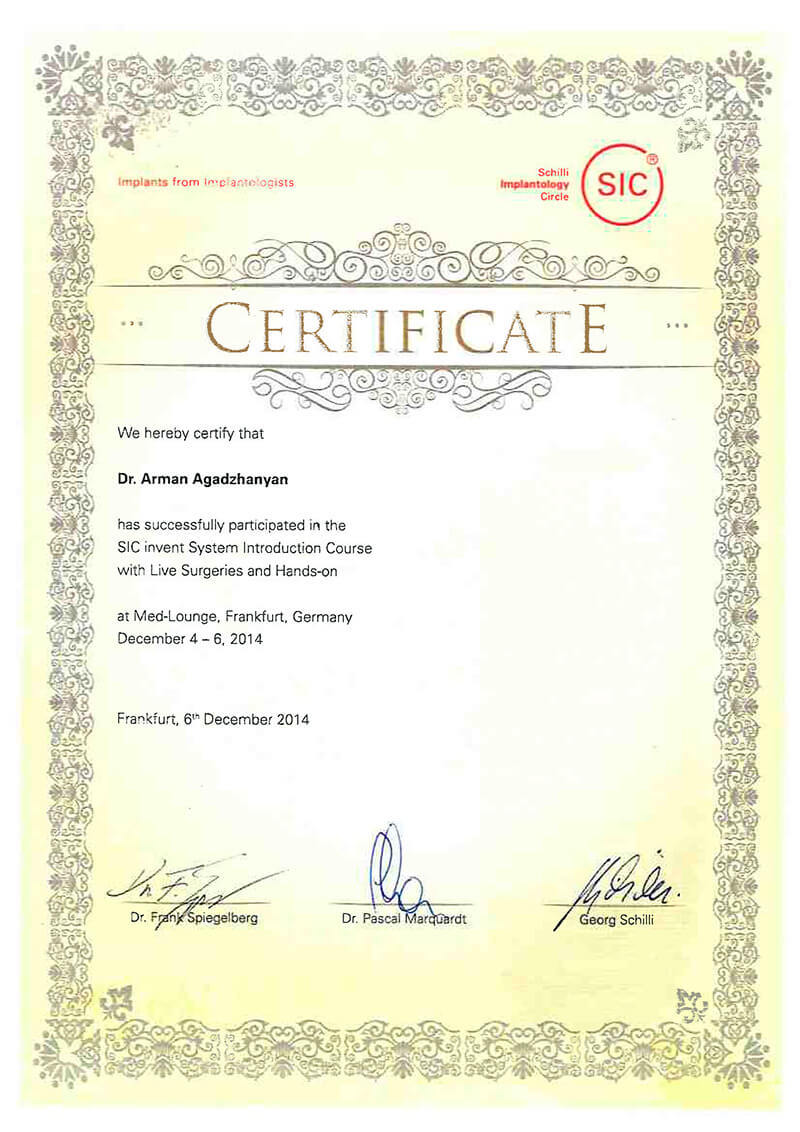 Implants from Implantologists
Schilli
Implantology
Circle
SIC®
CERTIFICATE
We hereby certify that
Dr. Arman Agadzhanyan
has successfully participated in the
SIC invent System Introduction Course
with Live Surgeries and Hands-on
at Med-Lounge, Frankfurt, Germany
December 4 – 6, 2014
Frankfurt, 6th December 2014
Dr. Frank Spiegelberg
Dr. Pascal Marquardt
Georg Schilli